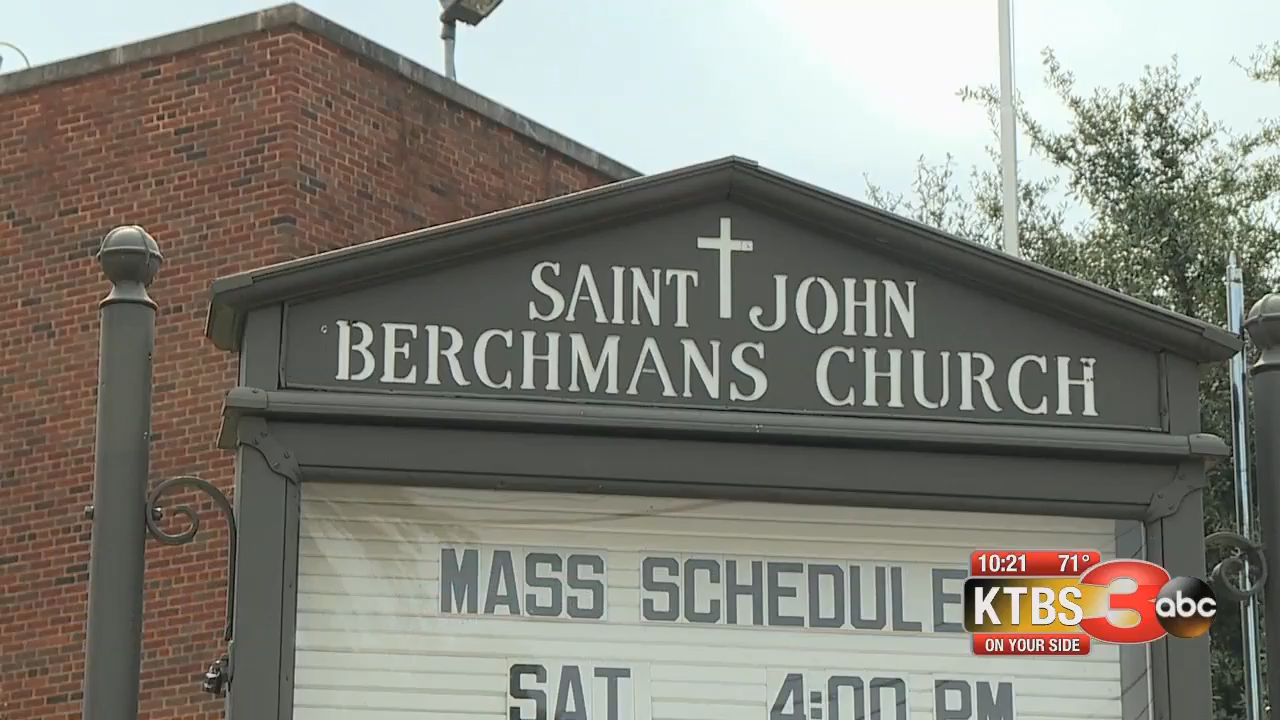 SAINT JOHN
BERCHMANS CHURCH
MASS SCHEDULE
SAT 4:00 PM
10:21 71°
KTBS 3 abc
ON YOUR SIDE